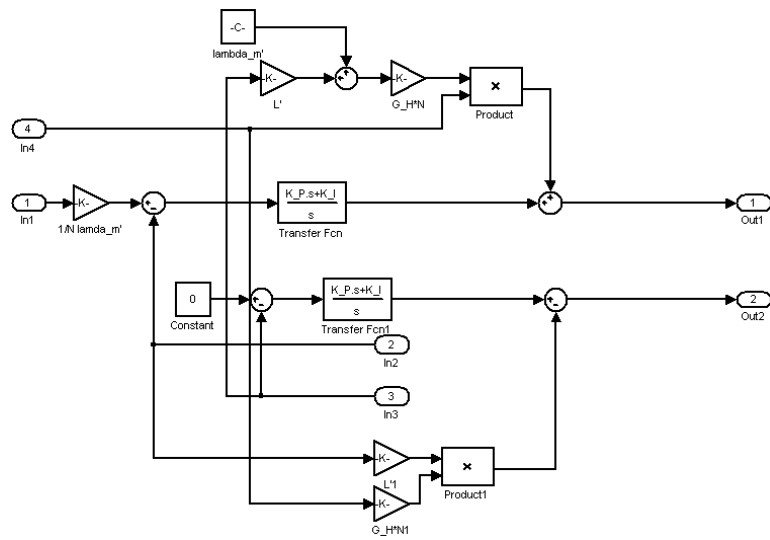 -C-
lambda_m'
-K-
L'
-K-
G_H*N
×
Product
4
In4
1
In1
-K-
1/N lamda_m'
K_P.s+K_I
s
Transfer Fcn
1
Out1
0
Constant
K_P.s+K_I
s
Transfer Fcn1
2
Out2
2
In2
3
In3
-K-
L'1
×
Product1
-K-
G_H*N1